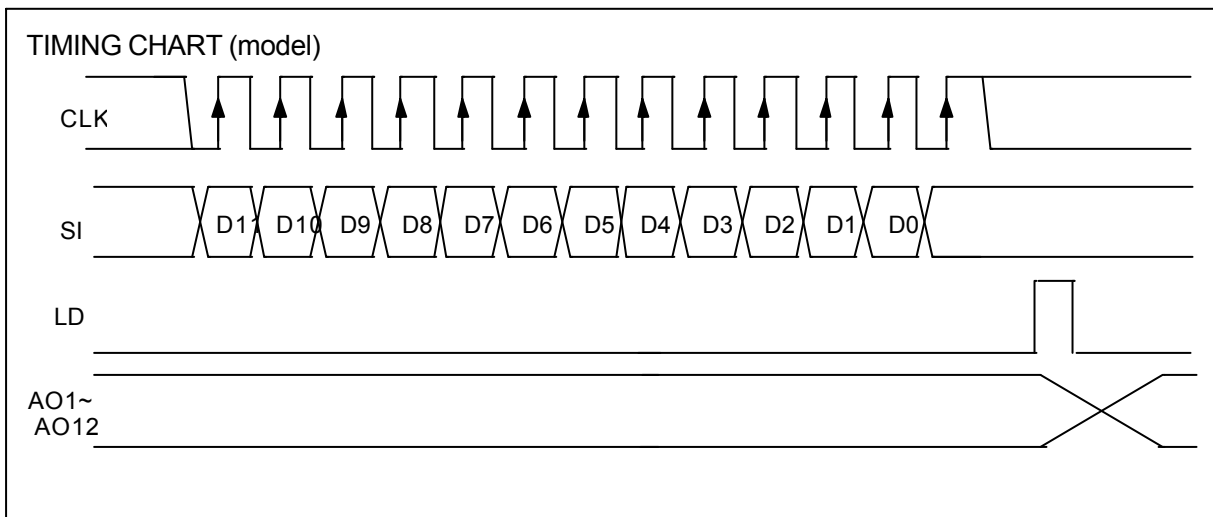 TIMING CHART (model)
CLK
SI D11 D10 D9 D8 D7 D6 D5 D4 D3 D2 D1 D0
LD
AO1~
AO12